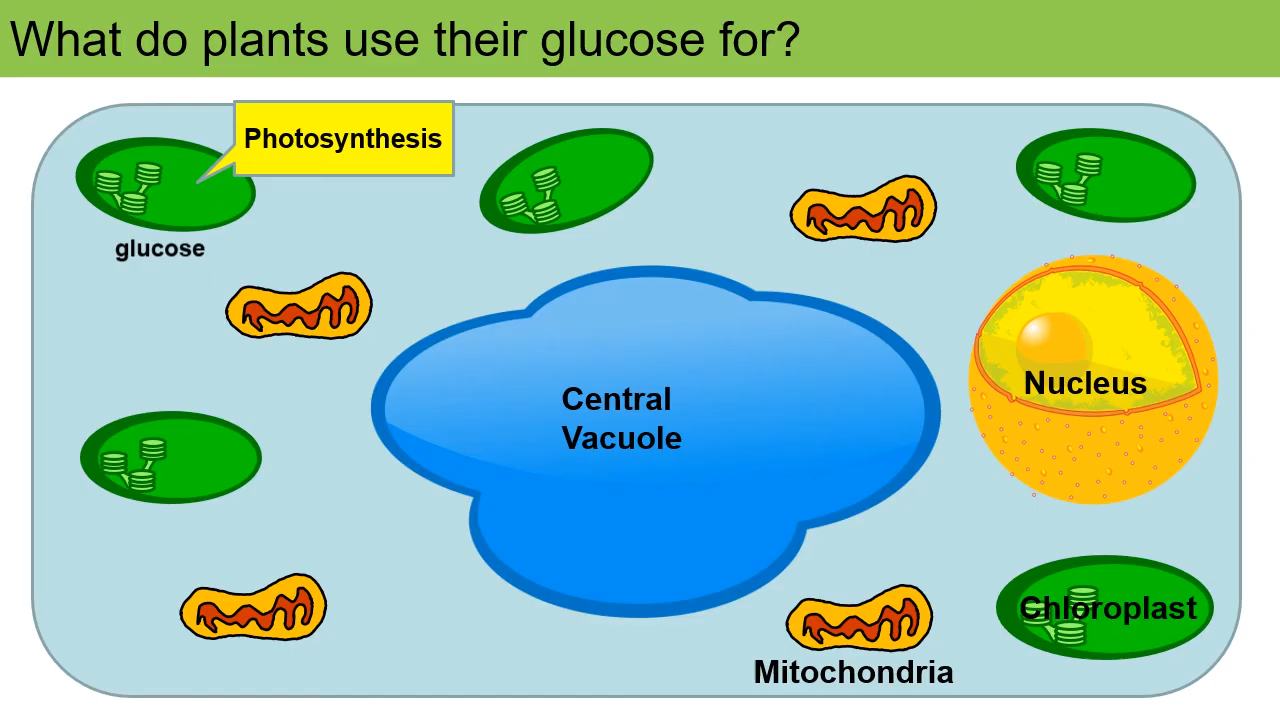 What do plants use their glucose for?
Photosynthesis
glucose
Central
Vacuole
Nucleus
Chloroplast
Mitochondria